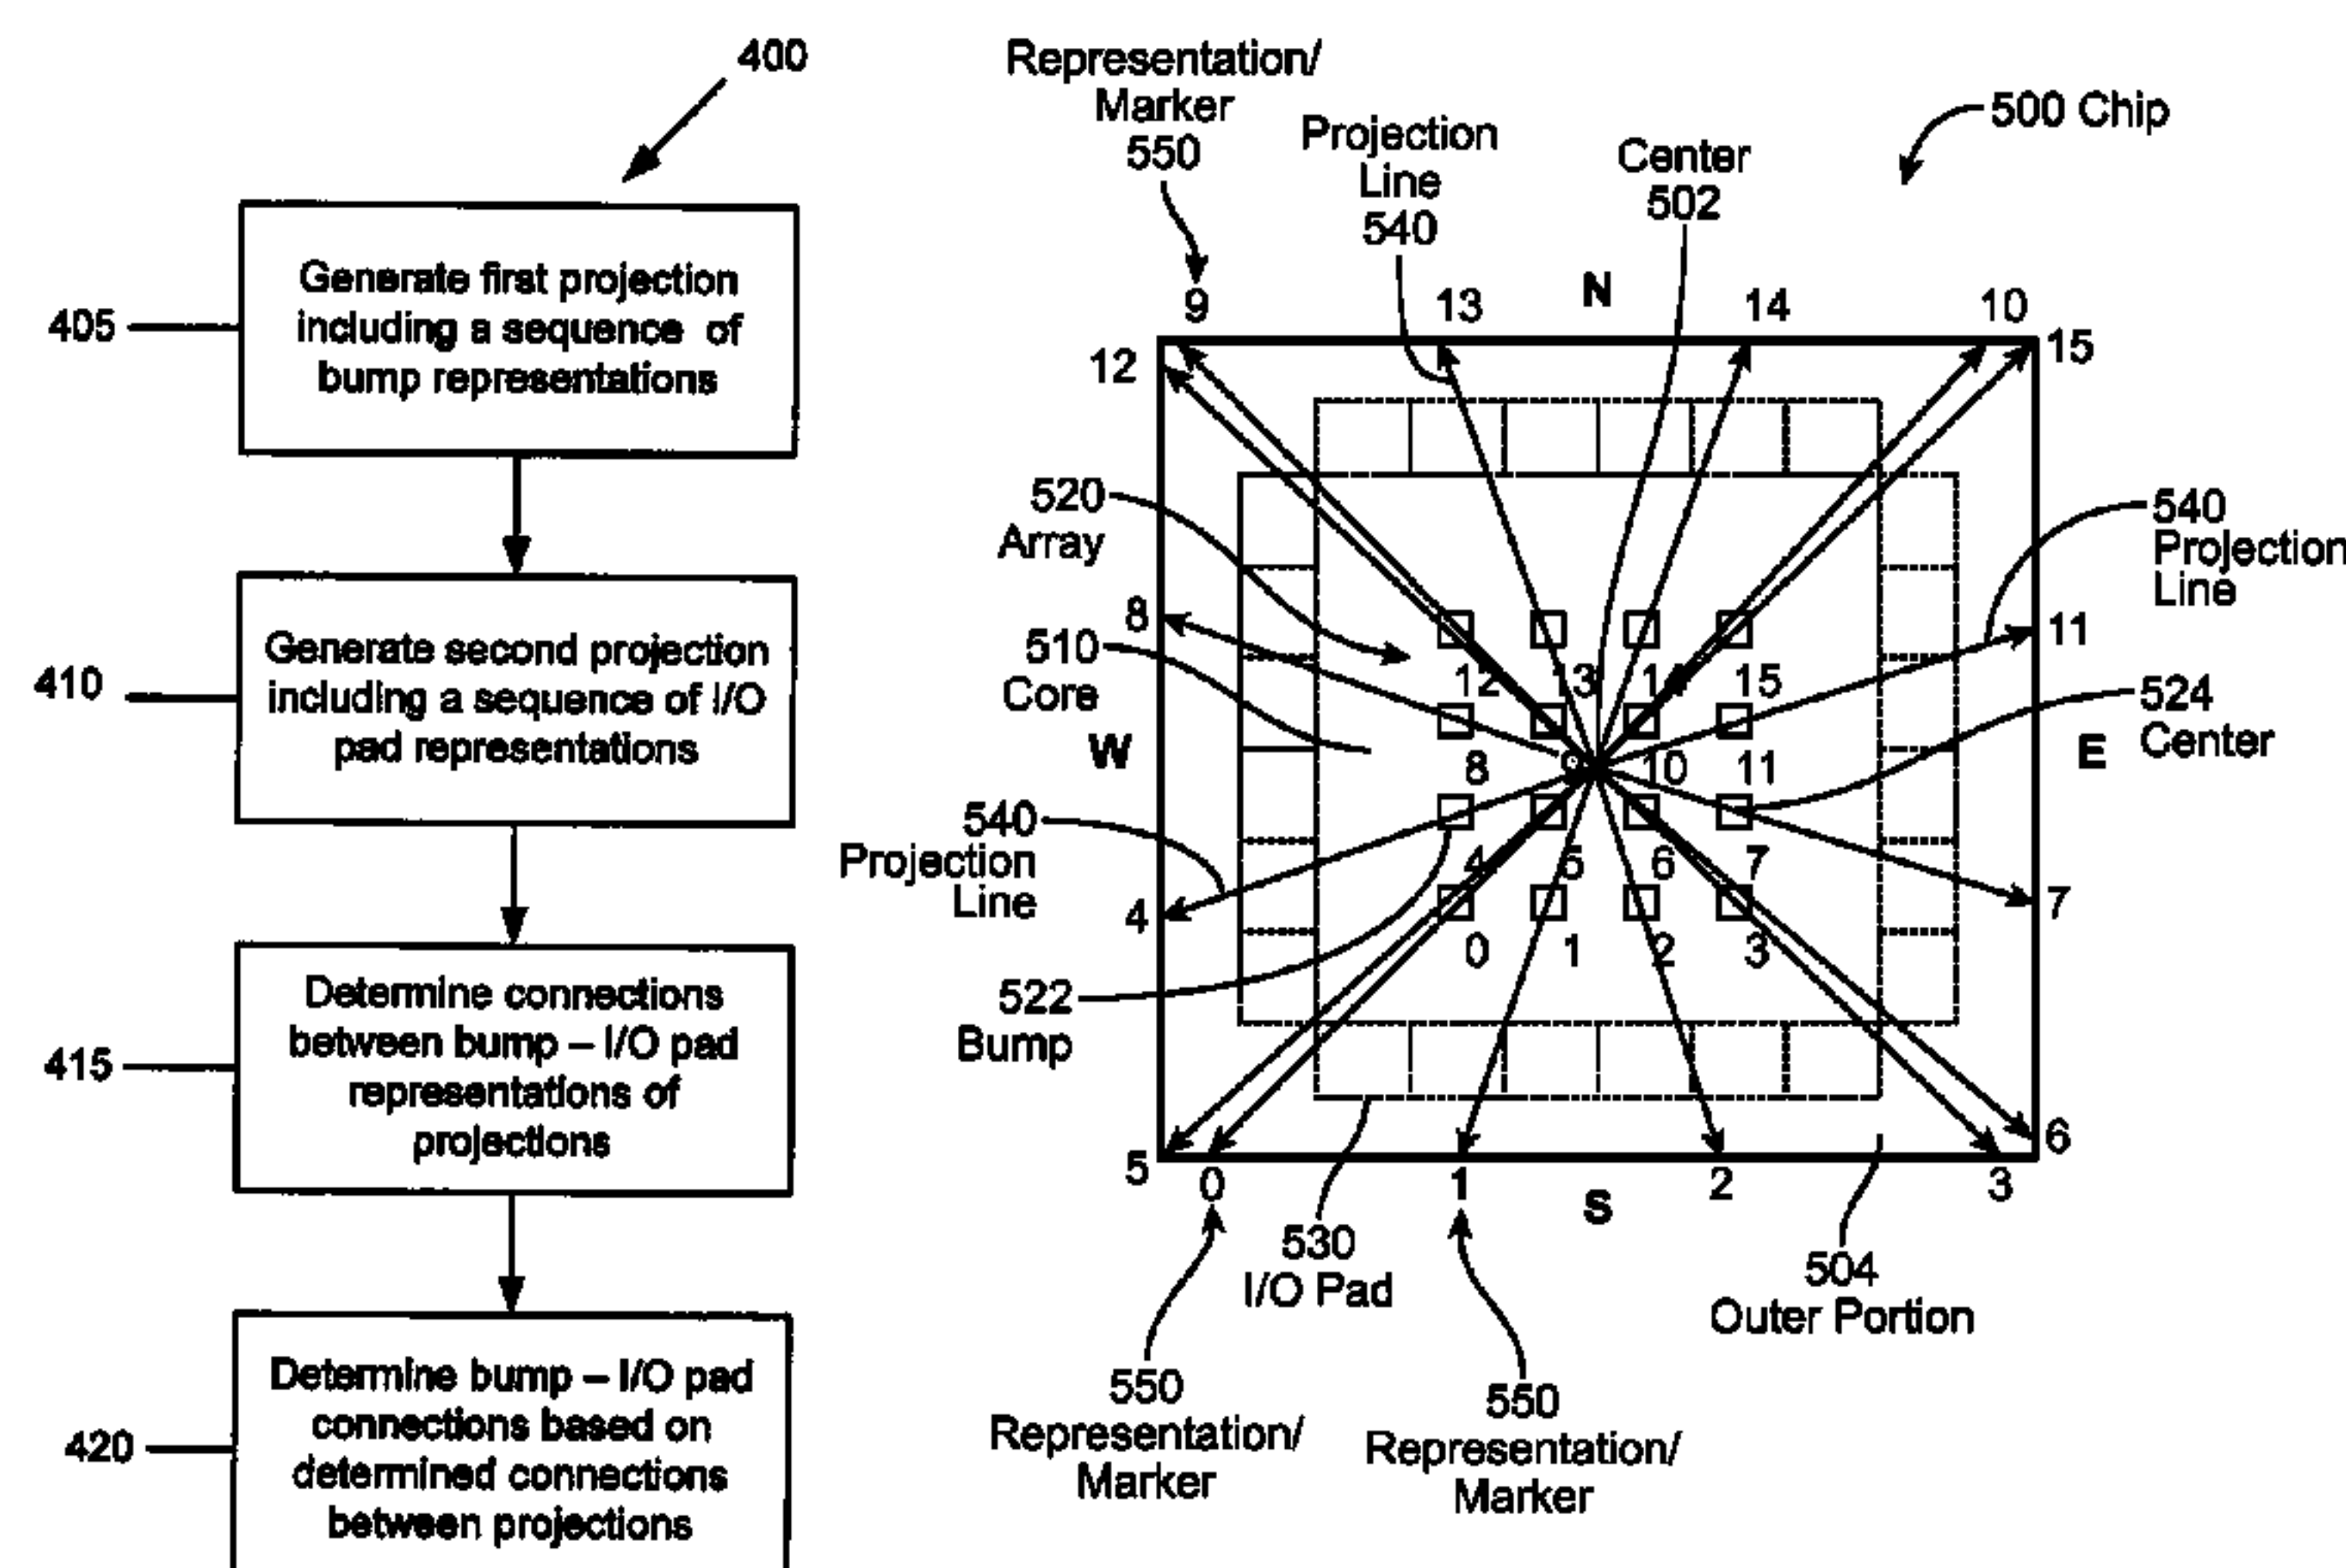 400
405
Generate first projection
including a sequence of
bump representations
410
Generate second projection
including a sequence of I/O
pad representations
415
Determine connections
between bump – I/O pad
representations of
projections
420
Determine bump – I/O pad
connections based on
determined connections
between projections
Representation/
Marker
550
Projection
Line
540
Center
502
500 Chip
9
13
N
14
10
12
15
520
Array
540
Projection
Line
8
11
510
Core
12 13 14 15
524
Center
W
E
8 9 10 11
540
Projection
Line
4
4 5 6 7
7
0 1 2 3
522
Bump
5
6
0
1
S
2
3
530
I/O Pad
504
Outer Portion
550
Representation/
Marker
550
Representation/
Marker